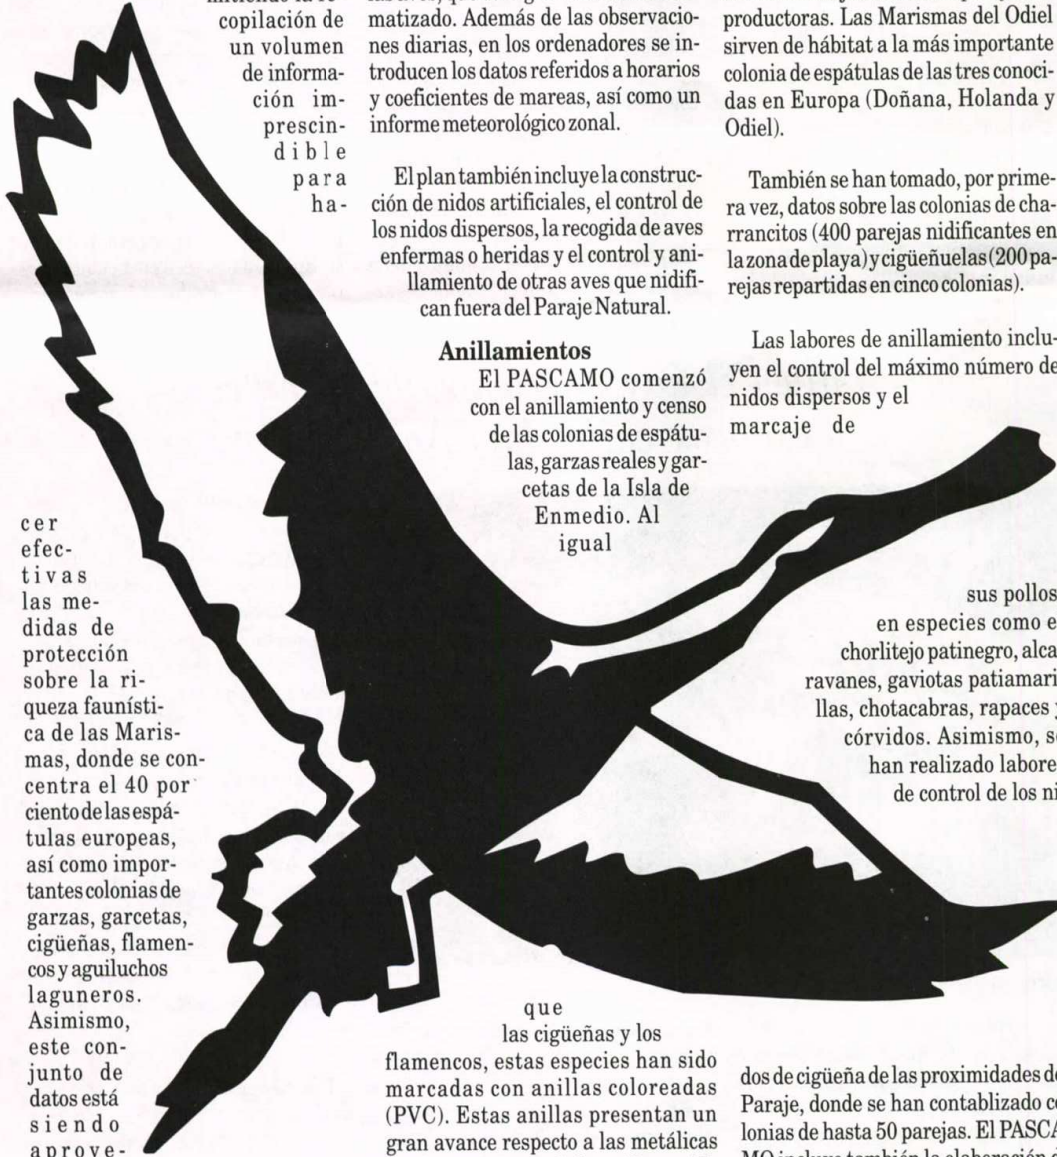 copilación de
un volumen
de informa-
ción im-
prescin-
dible
para
ha-
cer
efec-
tivas
las me-
didas de
protección
sobre la ri-
queza faunísti-
ca de las Maris-
mas, donde se con-
centra el 40 por
ciento de las espá-
tulas europeas,
así como impor-
tantes colonias de
garzas, garcetas,
cigüeñas, flamen-
cos y aguiluchos
laguneros.
Asimismo,
este con-
junto de
datos está
siendo
aprove-
matizado. Además de las observacio-
nes diarias, en los ordenadores se in-
troducen los datos referidos a horarios
y coeficientes de mareas, así como un
informe meteorológico zonal.
El plan también incluye la construc-
ción de nidos artificiales, el control de
los nidos dispersos, la recogida de aves
enfermas o heridas y el control y ani-
llamiento de otras aves que nidifi-
can fuera del Paraje Natural.
Anillamientos
El PASCAMO comenzó
con el anillamiento y censo
de las colonias de espátu-
las, garzas reales y gar-
cetas de la Isla de
Enmedio. Al
igual
que
las cigüeñas y los
flamencos, estas especies han sido
marcadas con anillas coloreadas
(PVC). Estas anillas presentan un
gran avance respecto a las metálicas
productoras. Las Marismas del Odiel
sirven de hábitat a la más importante
colonia de espátulas de las tres conoci-
das en Europa (Doñana, Holanda y
Odiel).
También se han tomado, por prime-
ra vez, datos sobre las colonias de cha-
rrancitos (400 parejas nidificantes en
la zona de playa) y cigüeñuelas (200 pa-
rejas repartidas en cinco colonias).
Las labores de anillamiento inclu-
yen el control del máximo número de
nidos dispersos y el
marcaje de
sus pollos
en especies como e
chorlitejo patinegro, alca
ravanes, gaviotas patiamari
llas, chotacabras, rapaces
córvidos. Asimismo, s
han realizado labore
de control de los ni
dos de cigüeña de las proximidades de
Paraje, donde se han contablizado co
lonias de hasta 50 parejas. El PASCA
MO incluye también la elaboración d